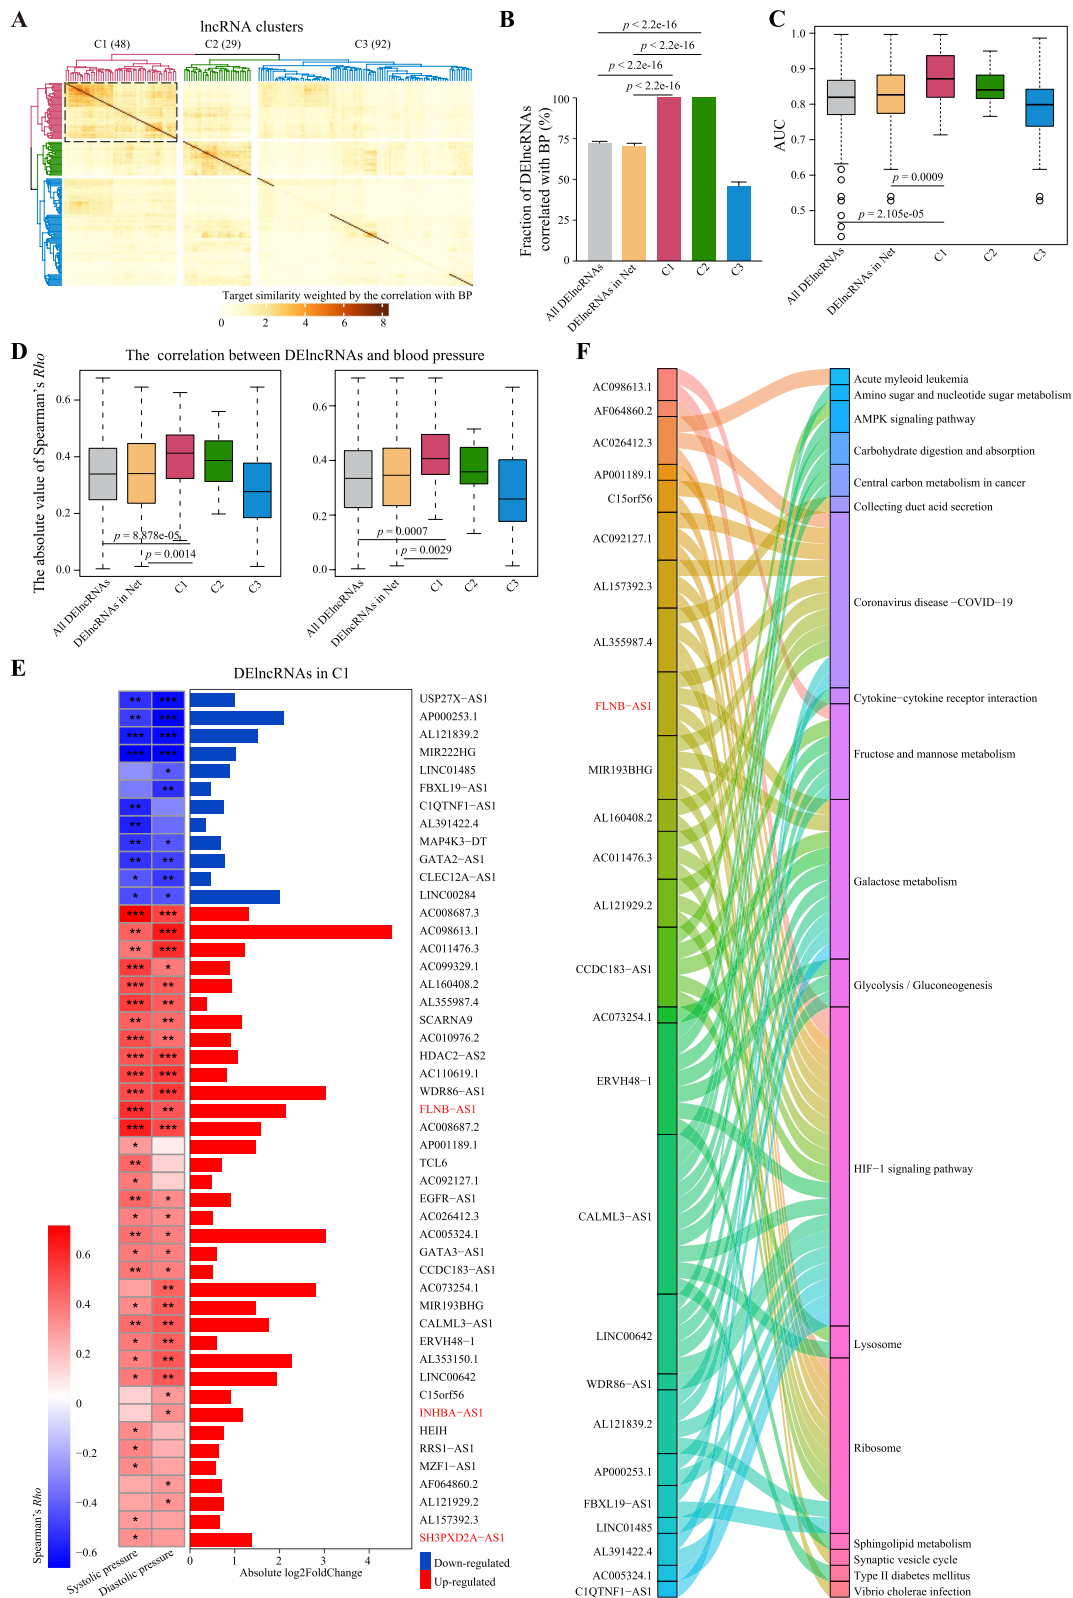 A
lncRNA clusters
C1 (48)
C2 (29)
C3 (92)
Target similarity weighted by the correlation with BP
0
2
4
6
8
B
p < 2.2e-16
p < 2.2e-16
p < 2.2e-16
p < 2.2e-16
Fraction of DElncRNAs
correlated with BP (%)
100
75
50
25
0
All DElncRNAs
DElncRNAs in Net
C1
C2
C3
C
AUC
1.0
0.9
0.8
0.7
0.6
0.5
p = 0.0009
p = 2.105e-05
All DElncRNAs
DElncRNAs in Net
C1
C2
C3
D
The correlation between DElncRNAs and blood pressure
The absolute value of Spearman's Rho
0.6
0.4
0.2
0.0
p = 8.878e-05
p = 0.0014
All DElncRNAs
DElncRNAs in Net
C1
C2
C3
0.6
0.4
0.2
0.0
p = 0.0007
p = 0.0029
All DElncRNAs
DElncRNAs in Net
C1
C2
C3
E
DElncRNAs in C1
** *** USP27X−AS1
** *** AP000253.1
*** *** AL121839.2
*** *** MIR222HG
* LINC01485
** FBXL19−AS1
** C1QTNF1−AS1
** AL391422.4
** * MAP4K3−DT
** ** GATA2−AS1
* ** CLEC12A−AS1
* * LINC00284
*** *** AC008687.3
** *** AC098613.1
** *** AC011476.3
*** * AC099329.1
*** ** AL160408.2
*** ** AL355987.4
** ** SCARNA9
*** ** AC010976.2
*** *** HDAC2−AS2
*** *** AC110619.1
*** *** WDR86−AS1
*** ** FLNB−AS1
*** *** AC008687.2
* AP001189.1
** TCL6
* AC092127.1
** * EGFR−AS1
* * AC026412.3
** * AC005324.1
* * GATA3−AS1
** * CCDC183−AS1
** AC073254.1
* ** MIR193BHG
** ** CALML3−AS1
* ** ERVH48−1
* ** AL353150.1
* ** LINC00642
* C15orf56
* INHBA−AS1
* HEIH
* RRS1−AS1
* MZF1−AS1
* AF064860.2
* AL121929.2
* AL157392.3
* SH3PXD2A−AS1
0
1
2
3
4
Absolute log2FoldChange
Systolic pressure
Diastolic pressure
Down-regulated
Up-regulated
Spearman's Rho
0.6
0.4
0.2
0
−0.2
−0.4
−0.6
F
AC098613.1
AF064860.2
AC026412.3
AP001189.1
C15orf56
AC092127.1
AL157392.3
AL355987.4
FLNB−AS1
MIR193BHG
AL160408.2
AC011476.3
AL121929.2
CCDC183−AS1
AC073254.1
ERVH48−1
CALML3−AS1
LINC00642
WDR86−AS1
AL121839.2
AP000253.1
FBXL19−AS1
LINC01485
AL391422.4
AC005324.1
C1QTNF1−AS1
Acute myeloid leukemia
Amino sugar and nucleotide sugar metabolism
AMPK signaling pathway
Carbohydrate digestion and absorption
Central carbon metabolism in cancer
Collecting duct acid secretion
Coronavirus disease −COVID−19
Cytokine−cytokine receptor interaction
Fructose and mannose metabolism
Galactose metabolism
Glycolysis / Gluconeogenesis
HIF−1 signaling pathway
Lysosome
Ribosome
Sphingolipid metabolism
Synaptic vesicle cycle
Type II diabetes mellitus
Vibrio cholerae infection